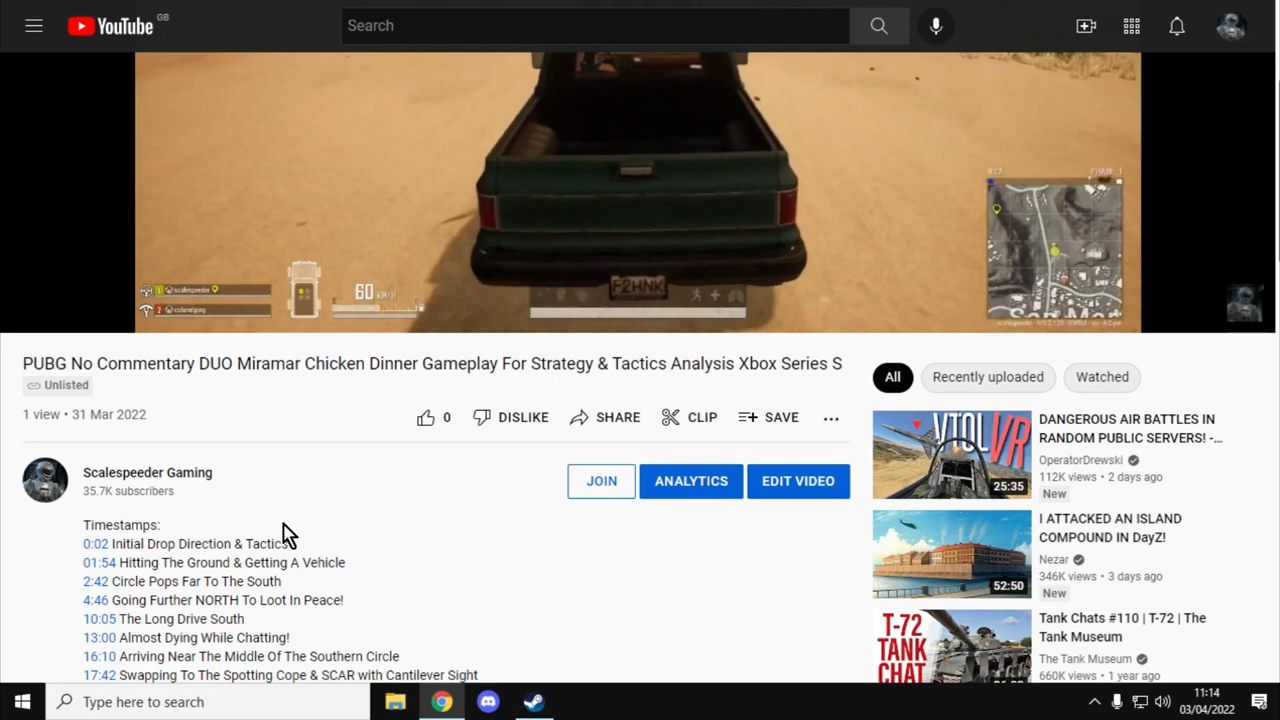 YouTube GB
Search
F2HNK
PHASE 1
1 scalespeeder
2
60 KM/H
PUBG No Commentary DUO Miramar Chicken Dinner Gameplay For Strategy & Tactics Analysis Xbox Series S
Unlisted
1 view • 31 Mar 2022
0
DISLIKE
SHARE
CLIP
SAVE
Scalespeeder Gaming
35.7K subscribers
JOIN
ANALYTICS
EDIT VIDEO
Timestamps:
0:02 Initial Drop Direction & Tactics
01:54 Hitting The Ground & Getting A Vehicle
2:42 Circle Pops Far To The South
4:46 Going Further NORTH To Loot In Peace!
10:05 The Long Drive South
13:00 Almost Dying While Chatting!
16:10 Arriving Near The Middle Of The Southern Circle
17:42 Swapping To The Spotting Cope & SCAR with Cantilever Sight
All
Recently uploaded
Watched
VTOL VR
25:35
DANGEROUS AIR BATTLES IN
RANDOM PUBLIC SERVERS! -...
OperatorDrewski
112K views • 2 days ago
New
52:50
I ATTACKED AN ISLAND
COMPOUND IN DayZ!
Nezar
346K views • 3 days ago
New
T-72
TANK
CHAT
Tank Chats #110 | T-72 | The
Tank Museum
The Tank Museum
660K views • 1 year ago
Type here to search
11:14
03/04/2022